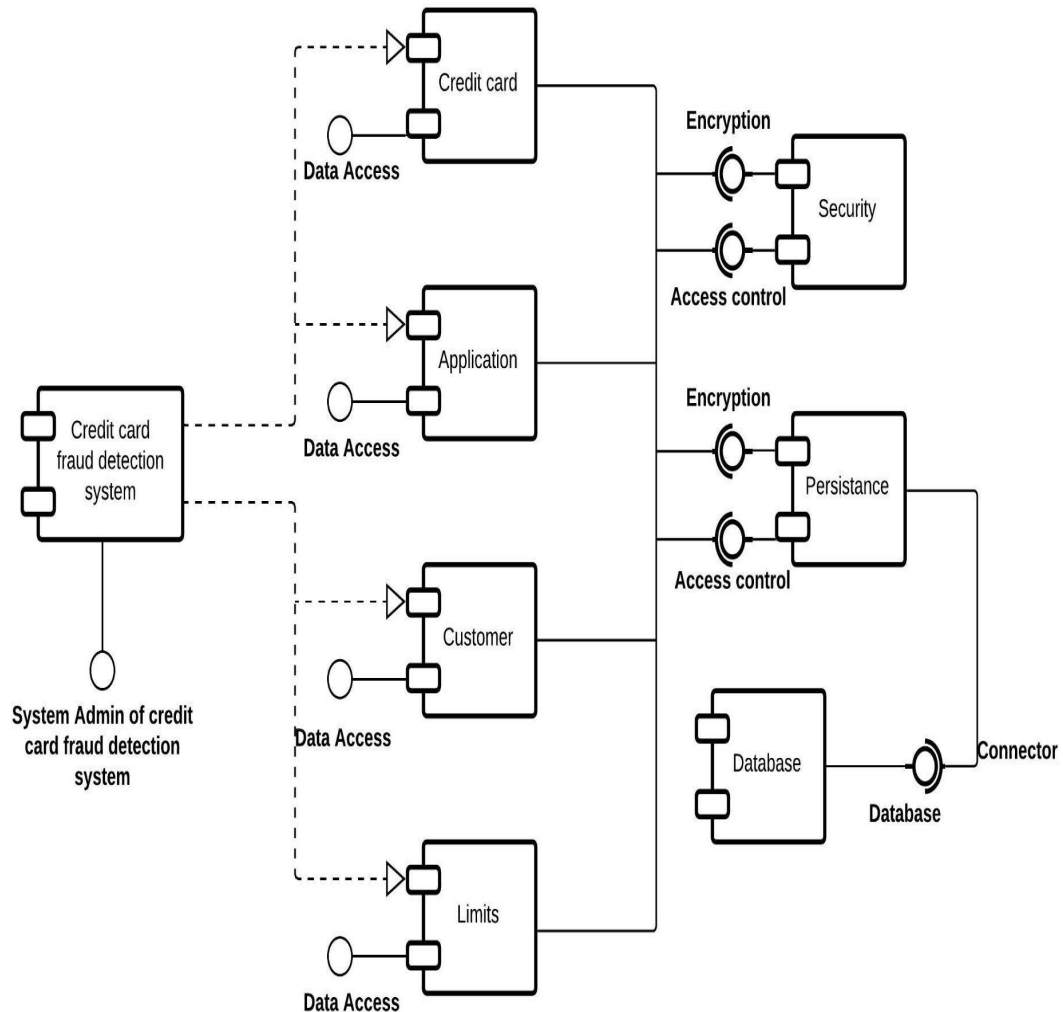 Credit card
Data Access
Encryption
Security
Access control
Application
Data Access
Encryption
Persistance
Access control
Credit card
fraud detection
system
System Admin of credit
card fraud detection
system
Customer
Data Access
Database
Connector
Database
Limits
Data Access